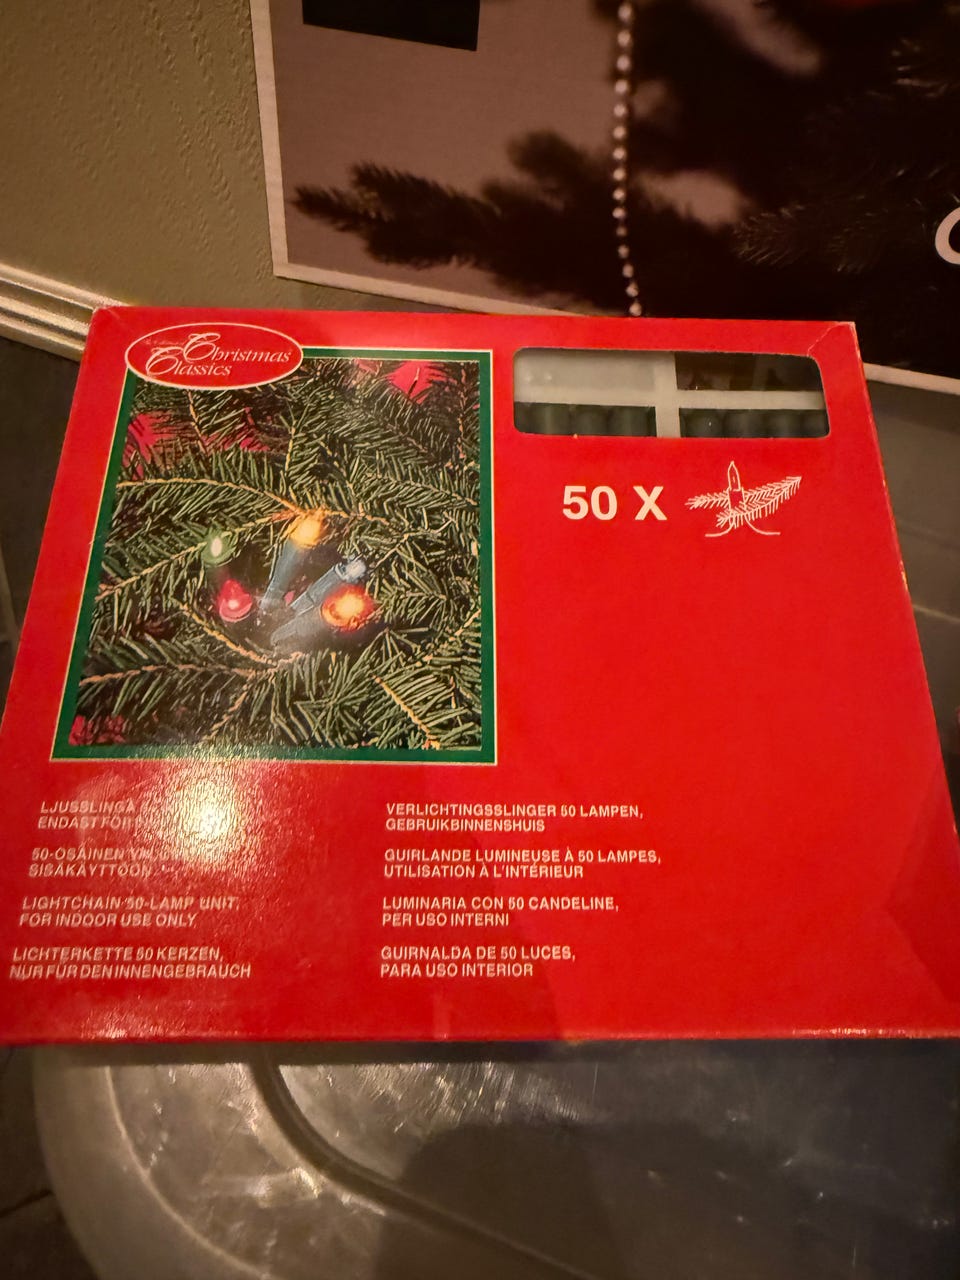 Christmas
Classics
50 X
LJUSSLINGA
ENDAST FÖR
50-OSAINEN
SISÄKÄYTTÖÖN
LIGHTCHAIN 50-LAMP UNIT,
FOR INDOOR USE ONLY
LICHTERKETTE 50 KERZEN,
NUR FÜR DEN INNENGEBRAUCH
VERLICHTINGSSLINGER 50 LAMPEN,
GEBRUIKBINNENSHUIS
GUIRLANDE LUMINEUSE À 50 LAMPES,
UTILISATION À L'INTÉRIEUR
LUMINARIA CON 50 CANDELINE,
PER USO INTERNI
GUIRNALDA DE 50 LUCES,
PARA USO INTERIOR